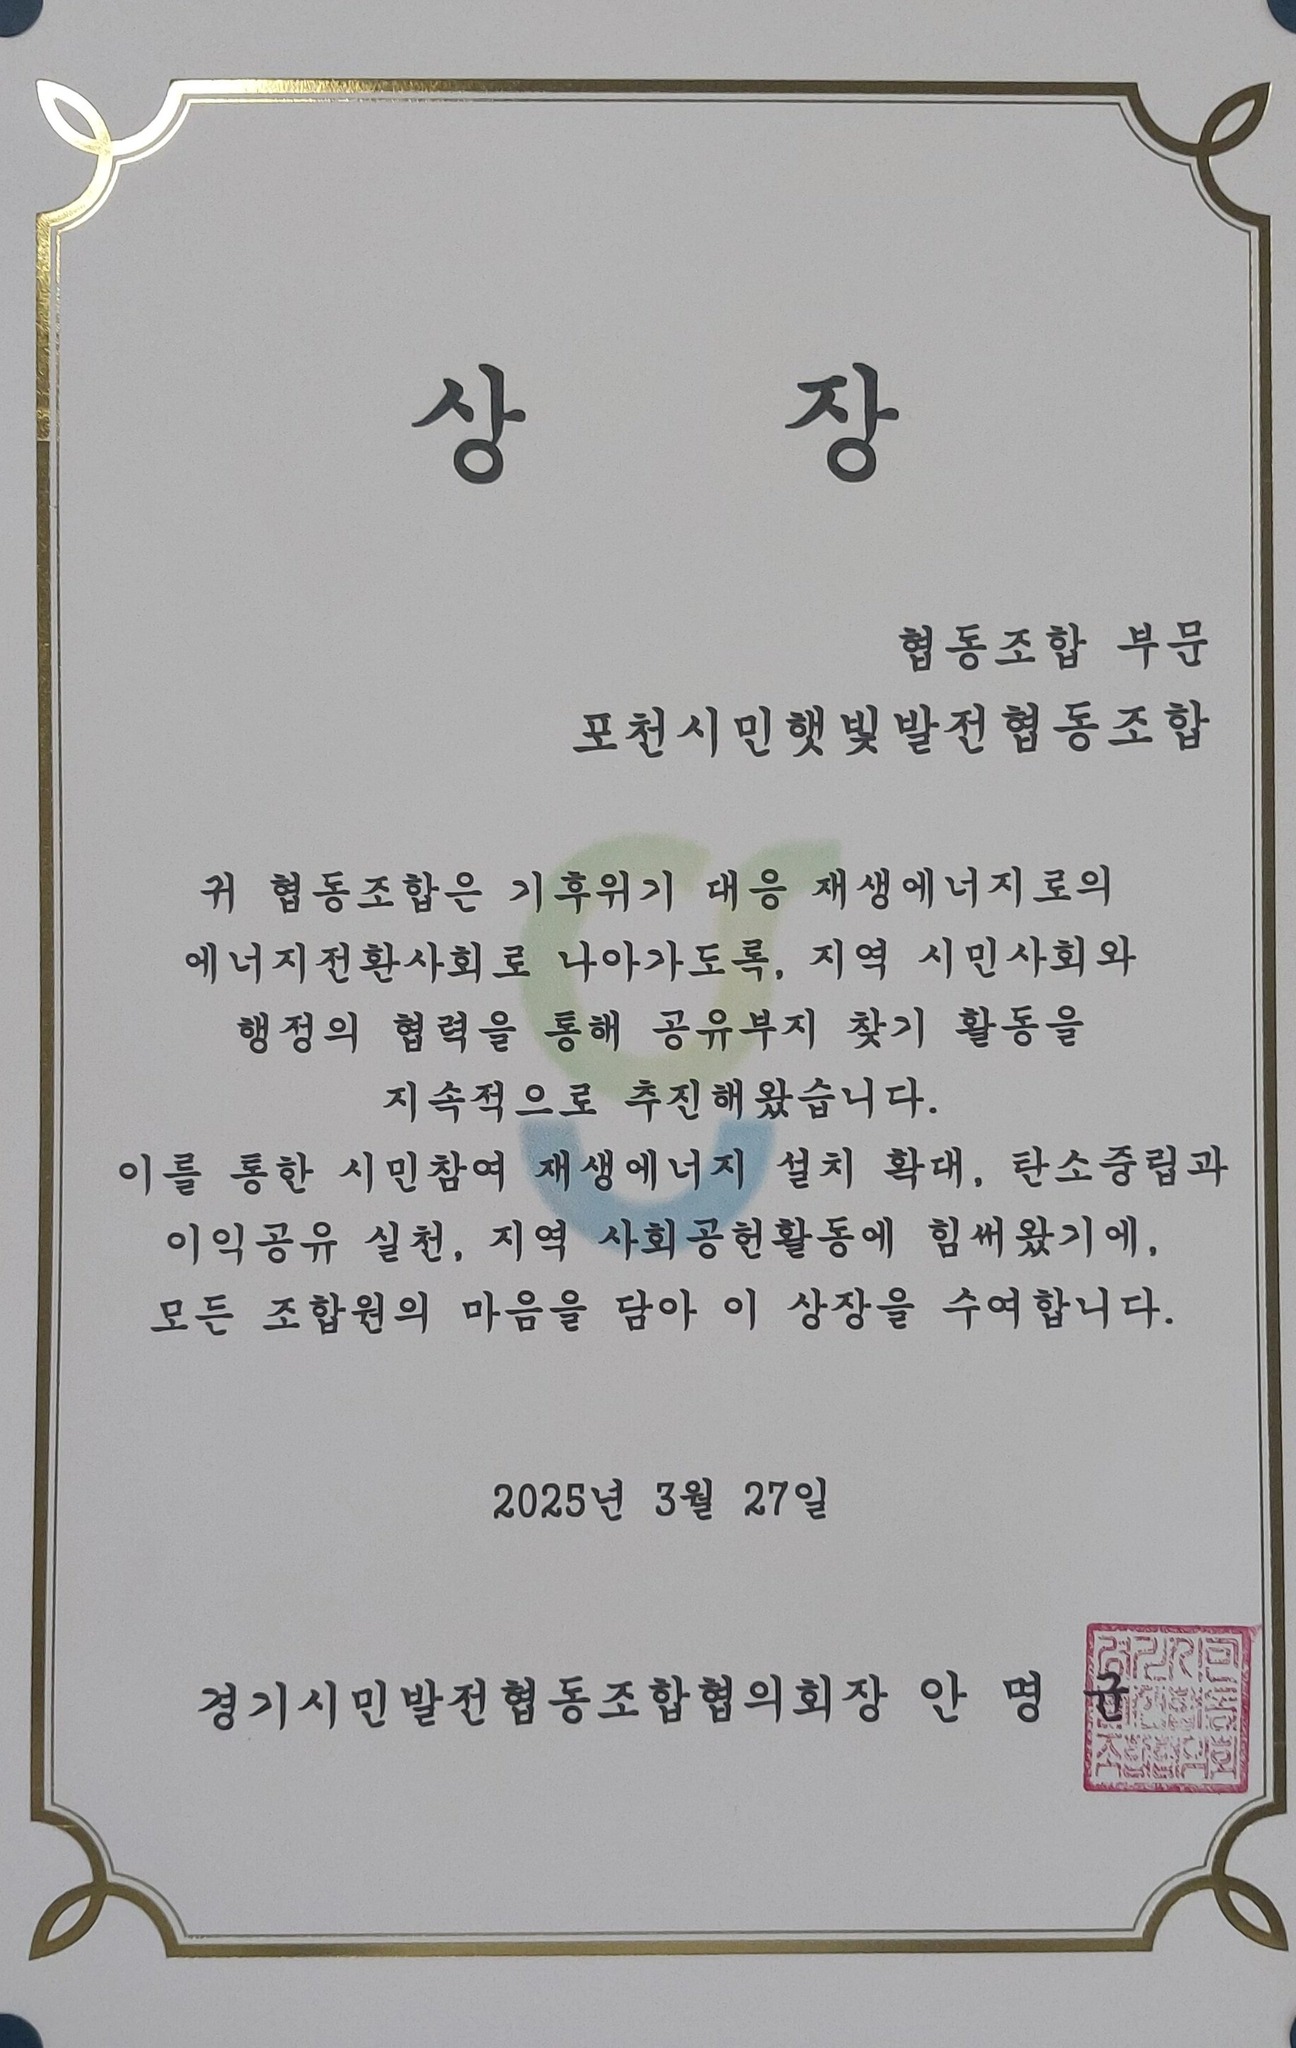 상 장
협동조합 부문
포천시민햇빛발전협동조합
귀 협동조합은 기후위기 대응 재생에너지로의
에너지전환사회로 나아가도록, 지역 시민사회와
행정의 협력을 통해 공유부지 찾기 활동을
지속적으로 추진해왔습니다.
이를 통한 시민참여 재생에너지 설치 확대, 탄소중립과
이익공유 실천, 지역 사회공헌활동에 힘써왔기에,
모든 조합원의 마음을 담아 이 상장을 수여합니다.
2025년 3월 27일
경기시민발전협동조합협의회장 안 명 균